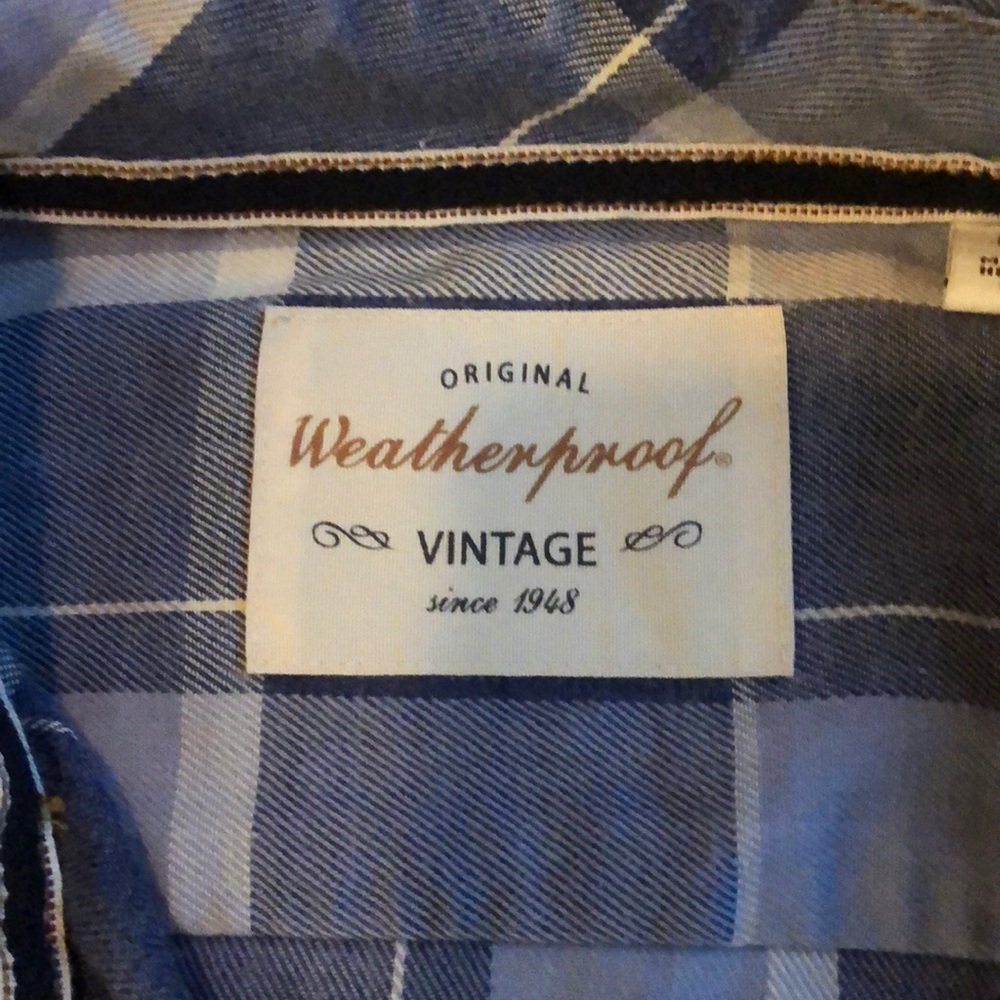 ORIGINAL
Weatherproof®
VINTAGE
since 1948